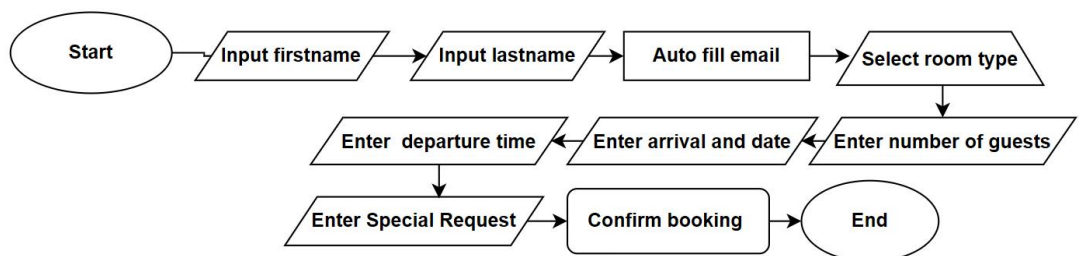 Start
Input firstname
Input lastname
Auto fill email
Select room type
Enter number of guests
Enter arrival and date
Enter departure time
Enter Special Request
Confirm booking
End